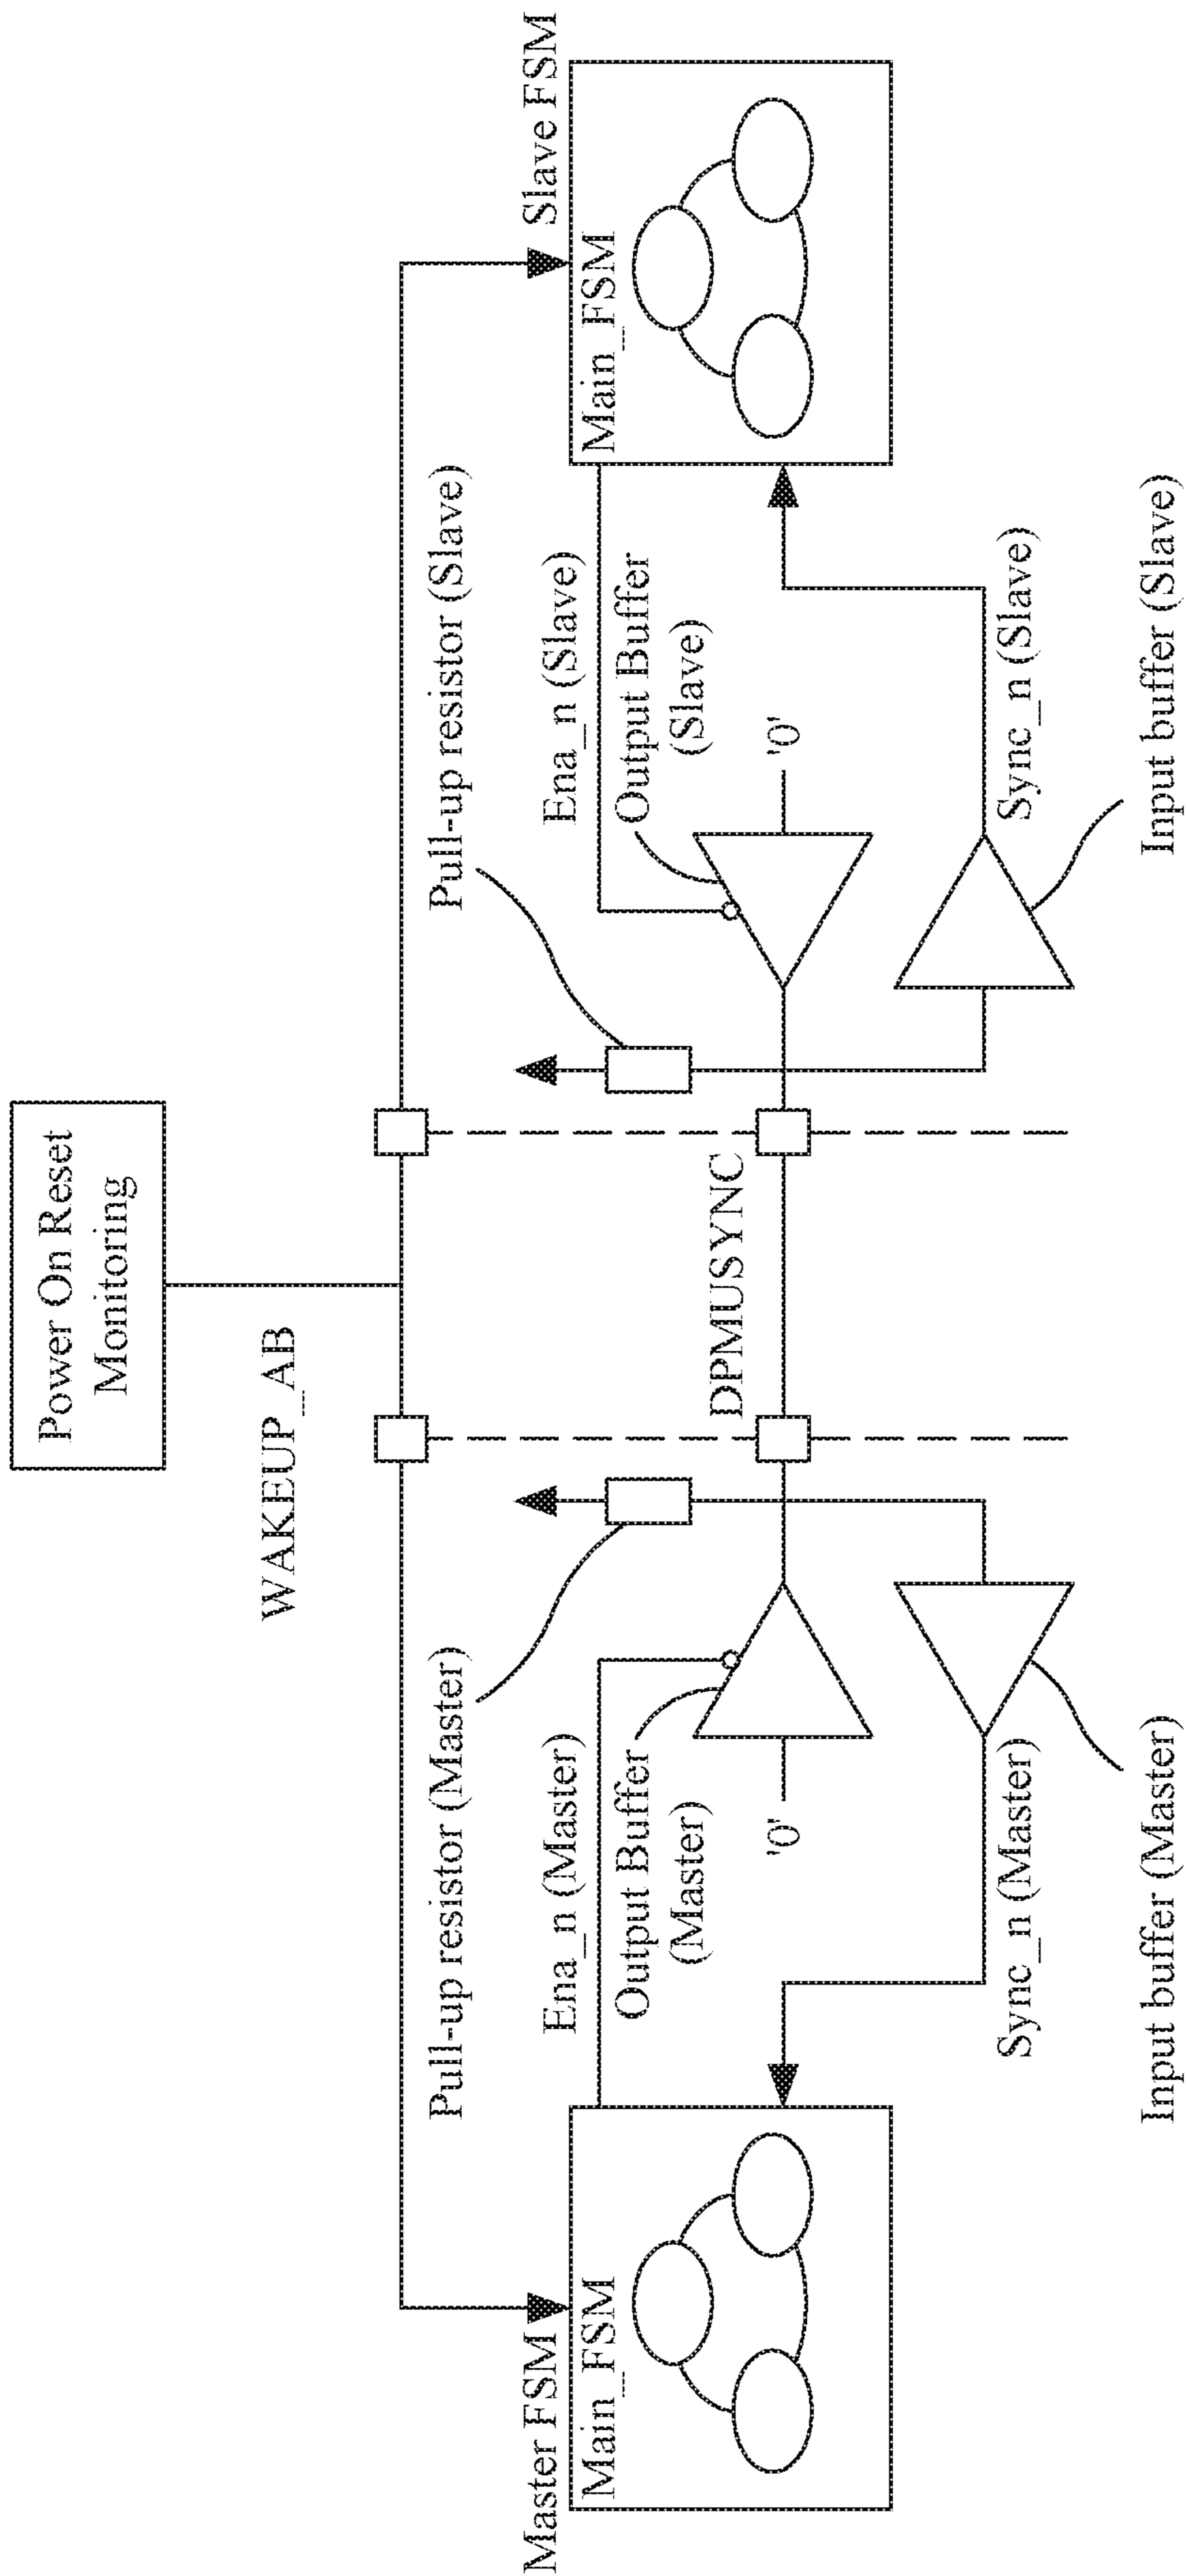 Power On Reset
Monitoring
WAKEUP_AB
Master FSM
Main_FSM
Pull-up resistor (Master)
Ena_n (Master)
Output Buffer
(Master)
'0'
Sync_n (Master)
Input buffer (Master)
DPMUSYNC
Pull-up resistor (Slave)
Ena_n (Slave)
Output Buffer
(Slave)
'0'
Sync_n (Slave)
Input buffer (Slave)
Slave FSM
Main_FSM